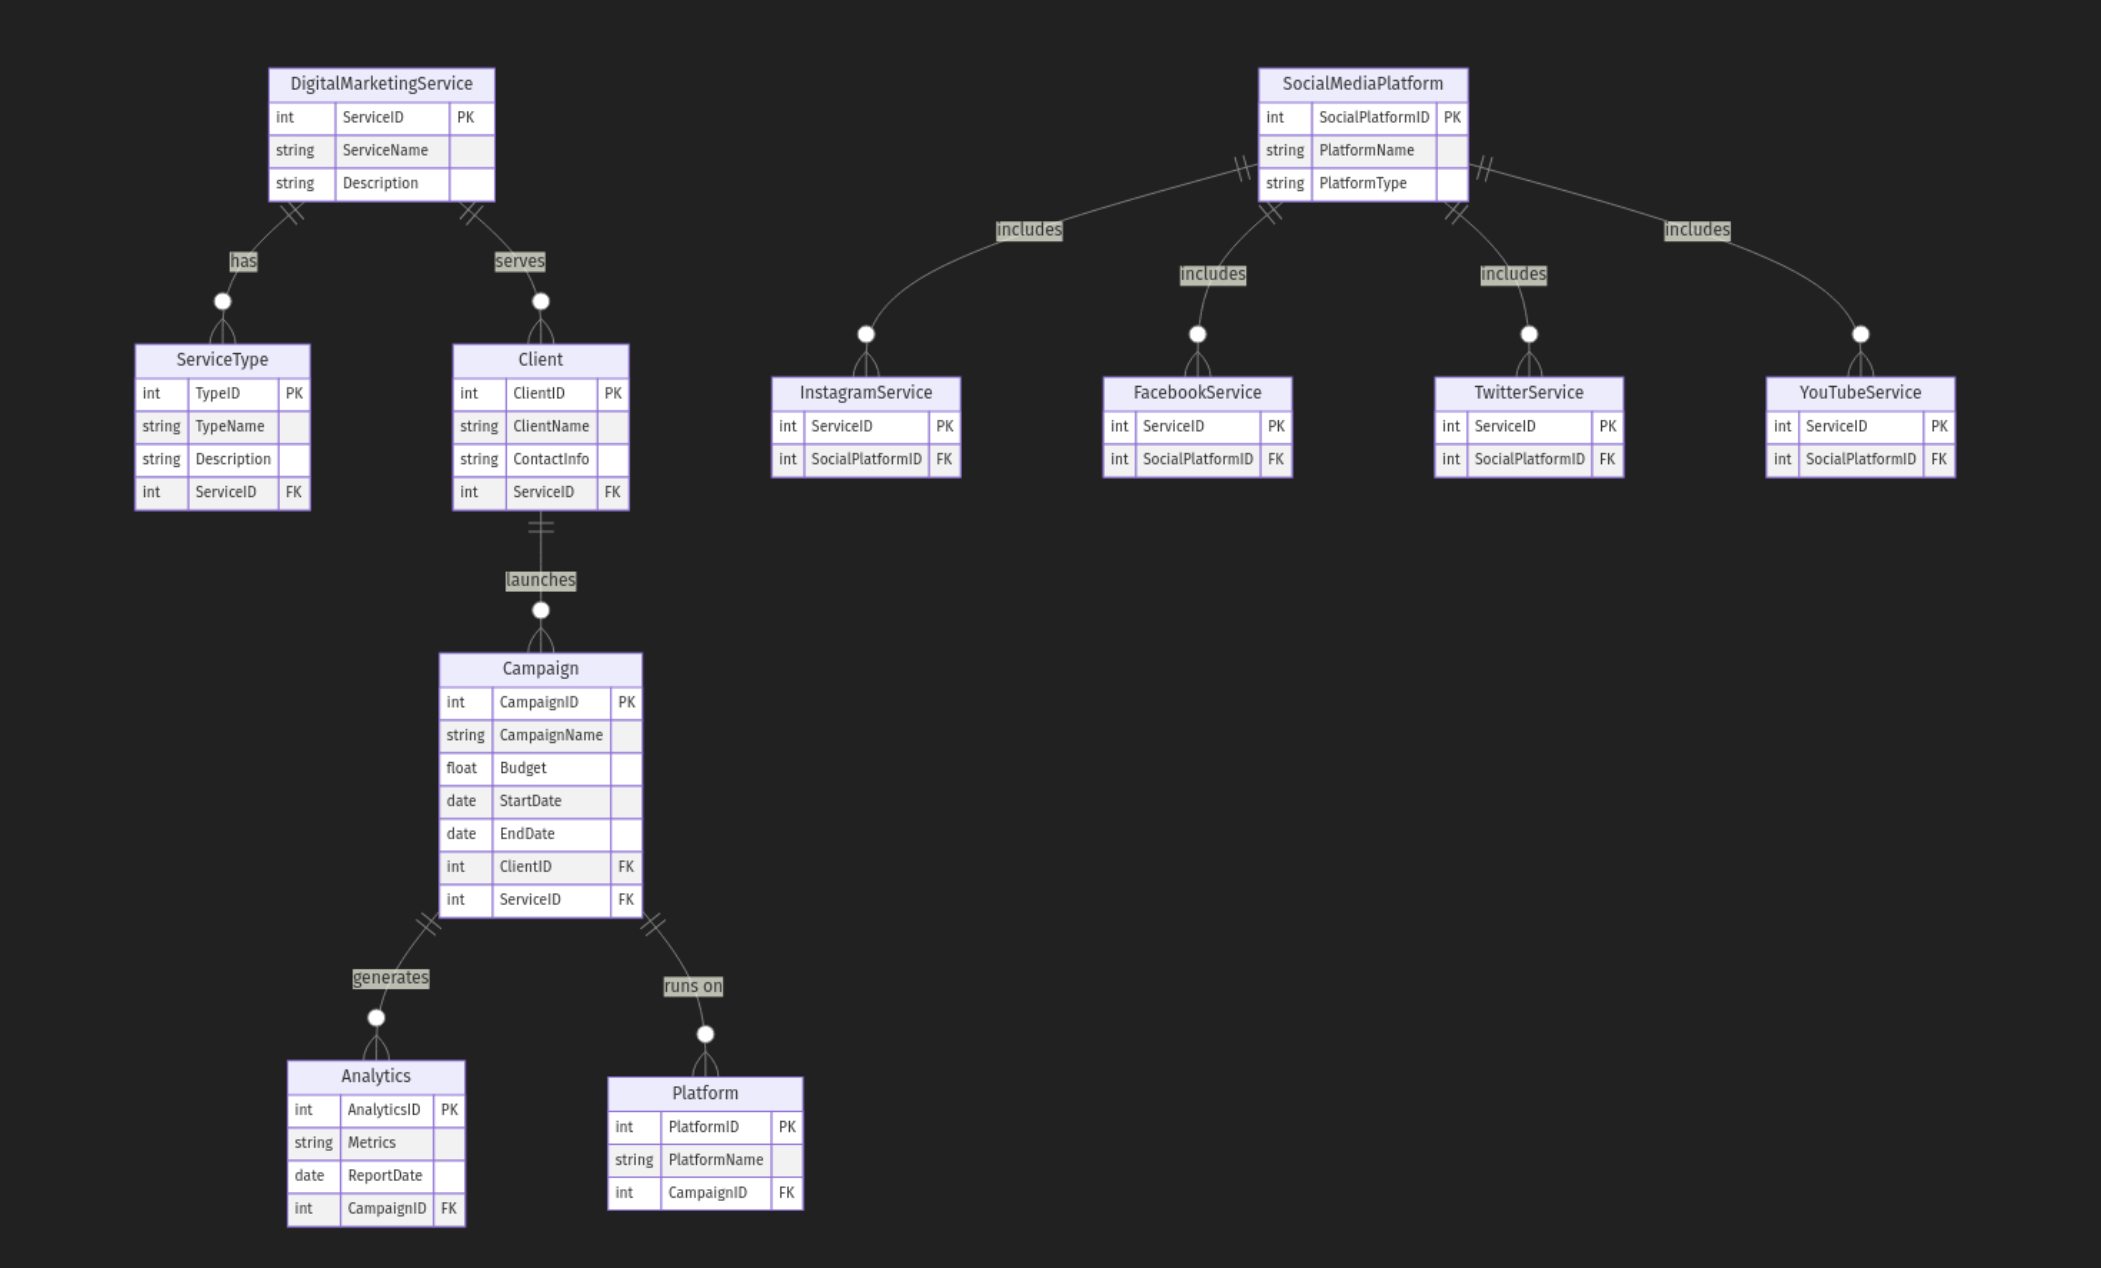 DigitalMarketingService
int ServiceID PK
string ServiceName
string Description
SocialMediaPlatform
int SocialPlatformID PK
string PlatformName
string PlatformType
has
serves
includes
includes
includes
includes
ServiceType
int TypeID PK
string TypeName
string Description
int ServiceID FK
Client
int ClientID PK
string ClientName
string ContactInfo
int ServiceID FK
InstagramService
int ServiceID PK
int SocialPlatformID FK
FacebookService
int ServiceID PK
int SocialPlatformID FK
TwitterService
int ServiceID PK
int SocialPlatformID FK
YouTubeService
int ServiceID PK
int SocialPlatformID FK
launches
Campaign
int CampaignID PK
string CampaignName
float Budget
date StartDate
date EndDate
int ClientID FK
int ServiceID FK
generates
runs on
Analytics
int AnalyticsID PK
string Metrics
date ReportDate
int CampaignID FK
Platform
int PlatformID PK
string PlatformName
int CampaignID FK